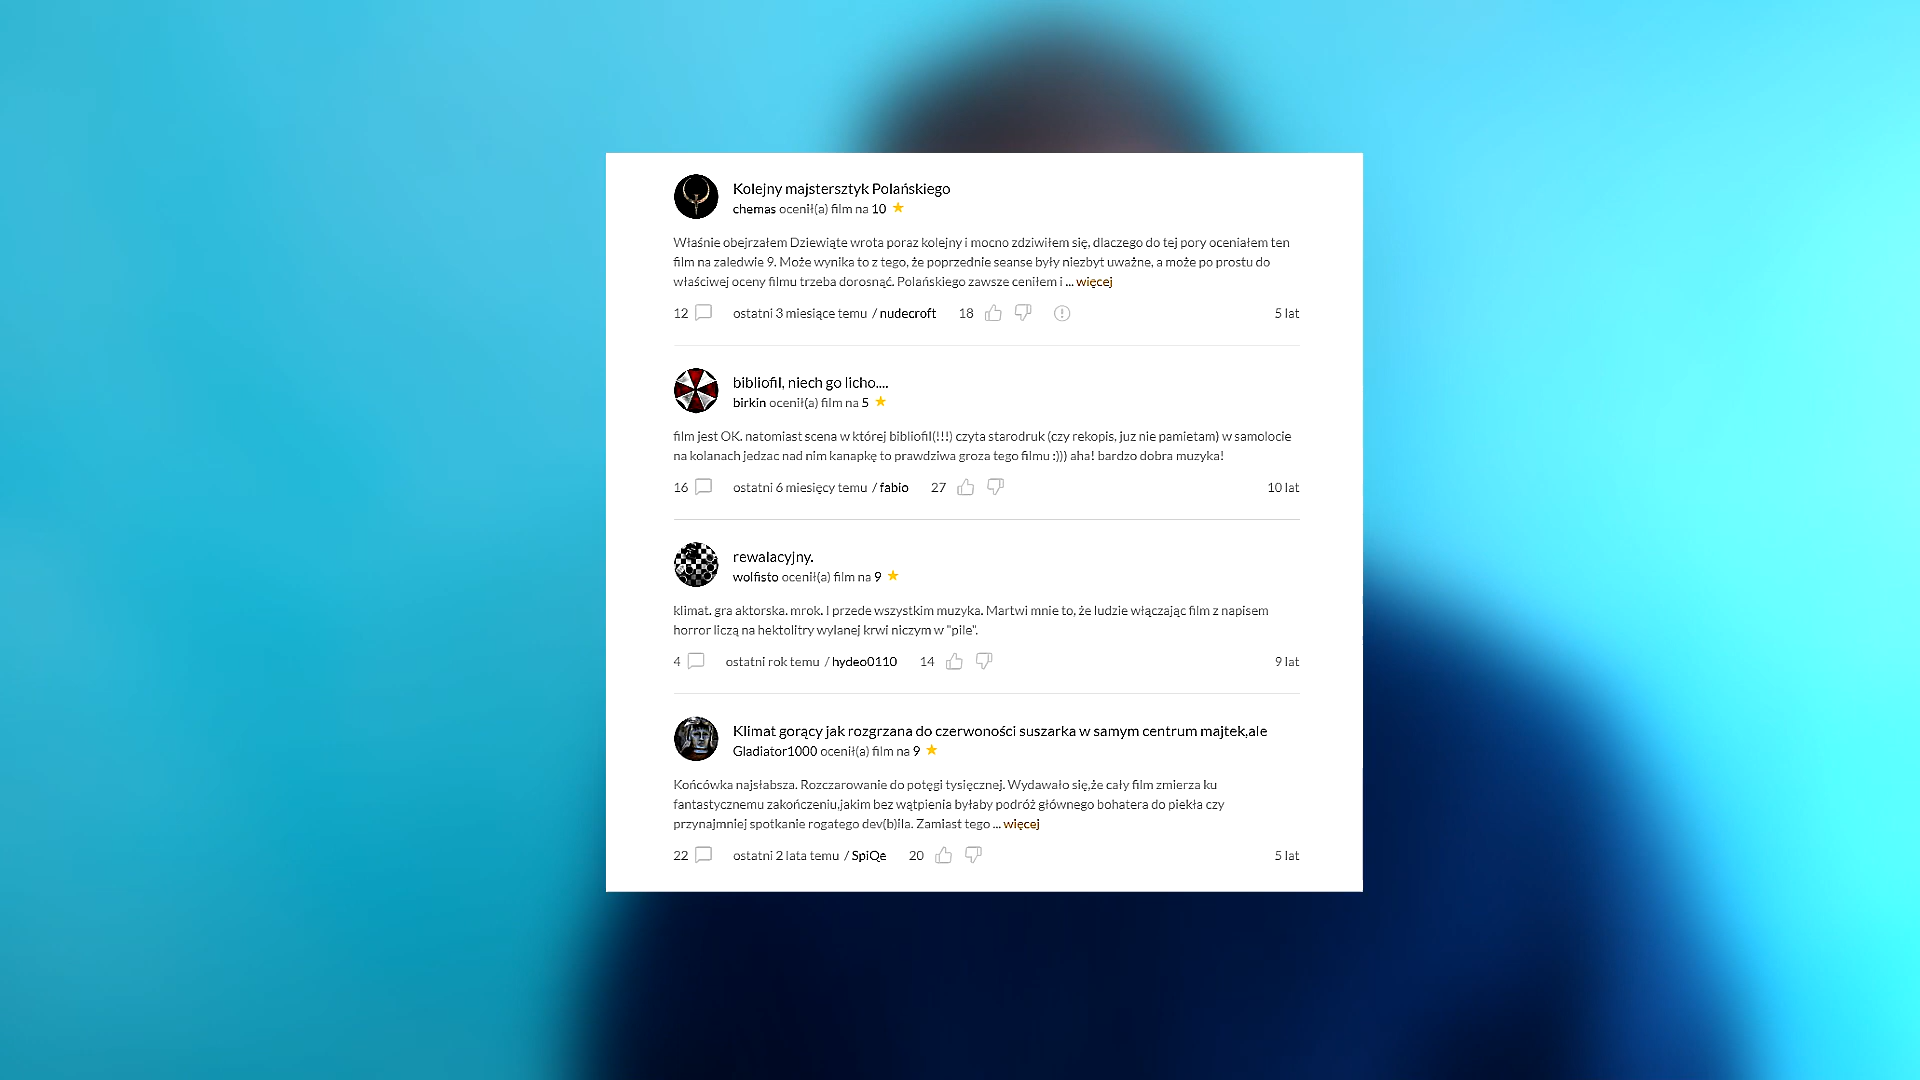 Kolejny majstersztyk Polańskiego
chemas ocenił(a) film na 10
Właśnie obejrzałem Dziewiąte wrota poraz kolejny i mocno zdziwiłem się, dlaczego do tej pory oceniałem ten
film na zaledwie 9. Może wynika to z tego, że poprzednie seanse były niezbyt uważne, a może po prostu do
właściwej oceny filmu trzeba dorosnąć. Polańskiego zawsze ceniłem i ... więcej
12 ostatni 3 miesiące temu / nudecroft 18 5 lat
bibliofil, niech go licho....
birkin ocenił(a) film na 5
film jest OK. natomiast scena w której bibliofil(!!!) czyta starodruk (czy rekopis, juz nie pamietam) w samolocie
na kolanach jedzac nad nim kanapkę to prawdziwa groza tego filmu :))) aha! bardzo dobra muzyka!
16 ostatni 6 miesięcy temu / fabio 27 10 lat
rewalacyjny.
wolfisto ocenił(a) film na 9
klimat. gra aktorska. mrok. I przede wszystkim muzyka. Martwi mnie to, że ludzie włączając film z napisem
horror liczą na hektolitry wylanej krwi niczym w "pile".
4 ostatni rok temu / hydeo0110 14 9 lat
Klimat gorący jak rozgrzana do czerwoności suszarka w samym centrum majtek,ale
Gladiator1000 ocenił(a) film na 9
Końcówka najsłabsza. Rozczarowanie do potęgi tysięcznej. Wydawało się,że cały film zmierza ku
fantastycznemu zakończeniu,jakim bez wątpienia byłaby podróż głównego bohatera do piekła czy
przynajmniej spotkanie rogatego dev(b)ila. Zamiast tego ... więcej
22 ostatni 2 lata temu / SpiQe 20 5 lat